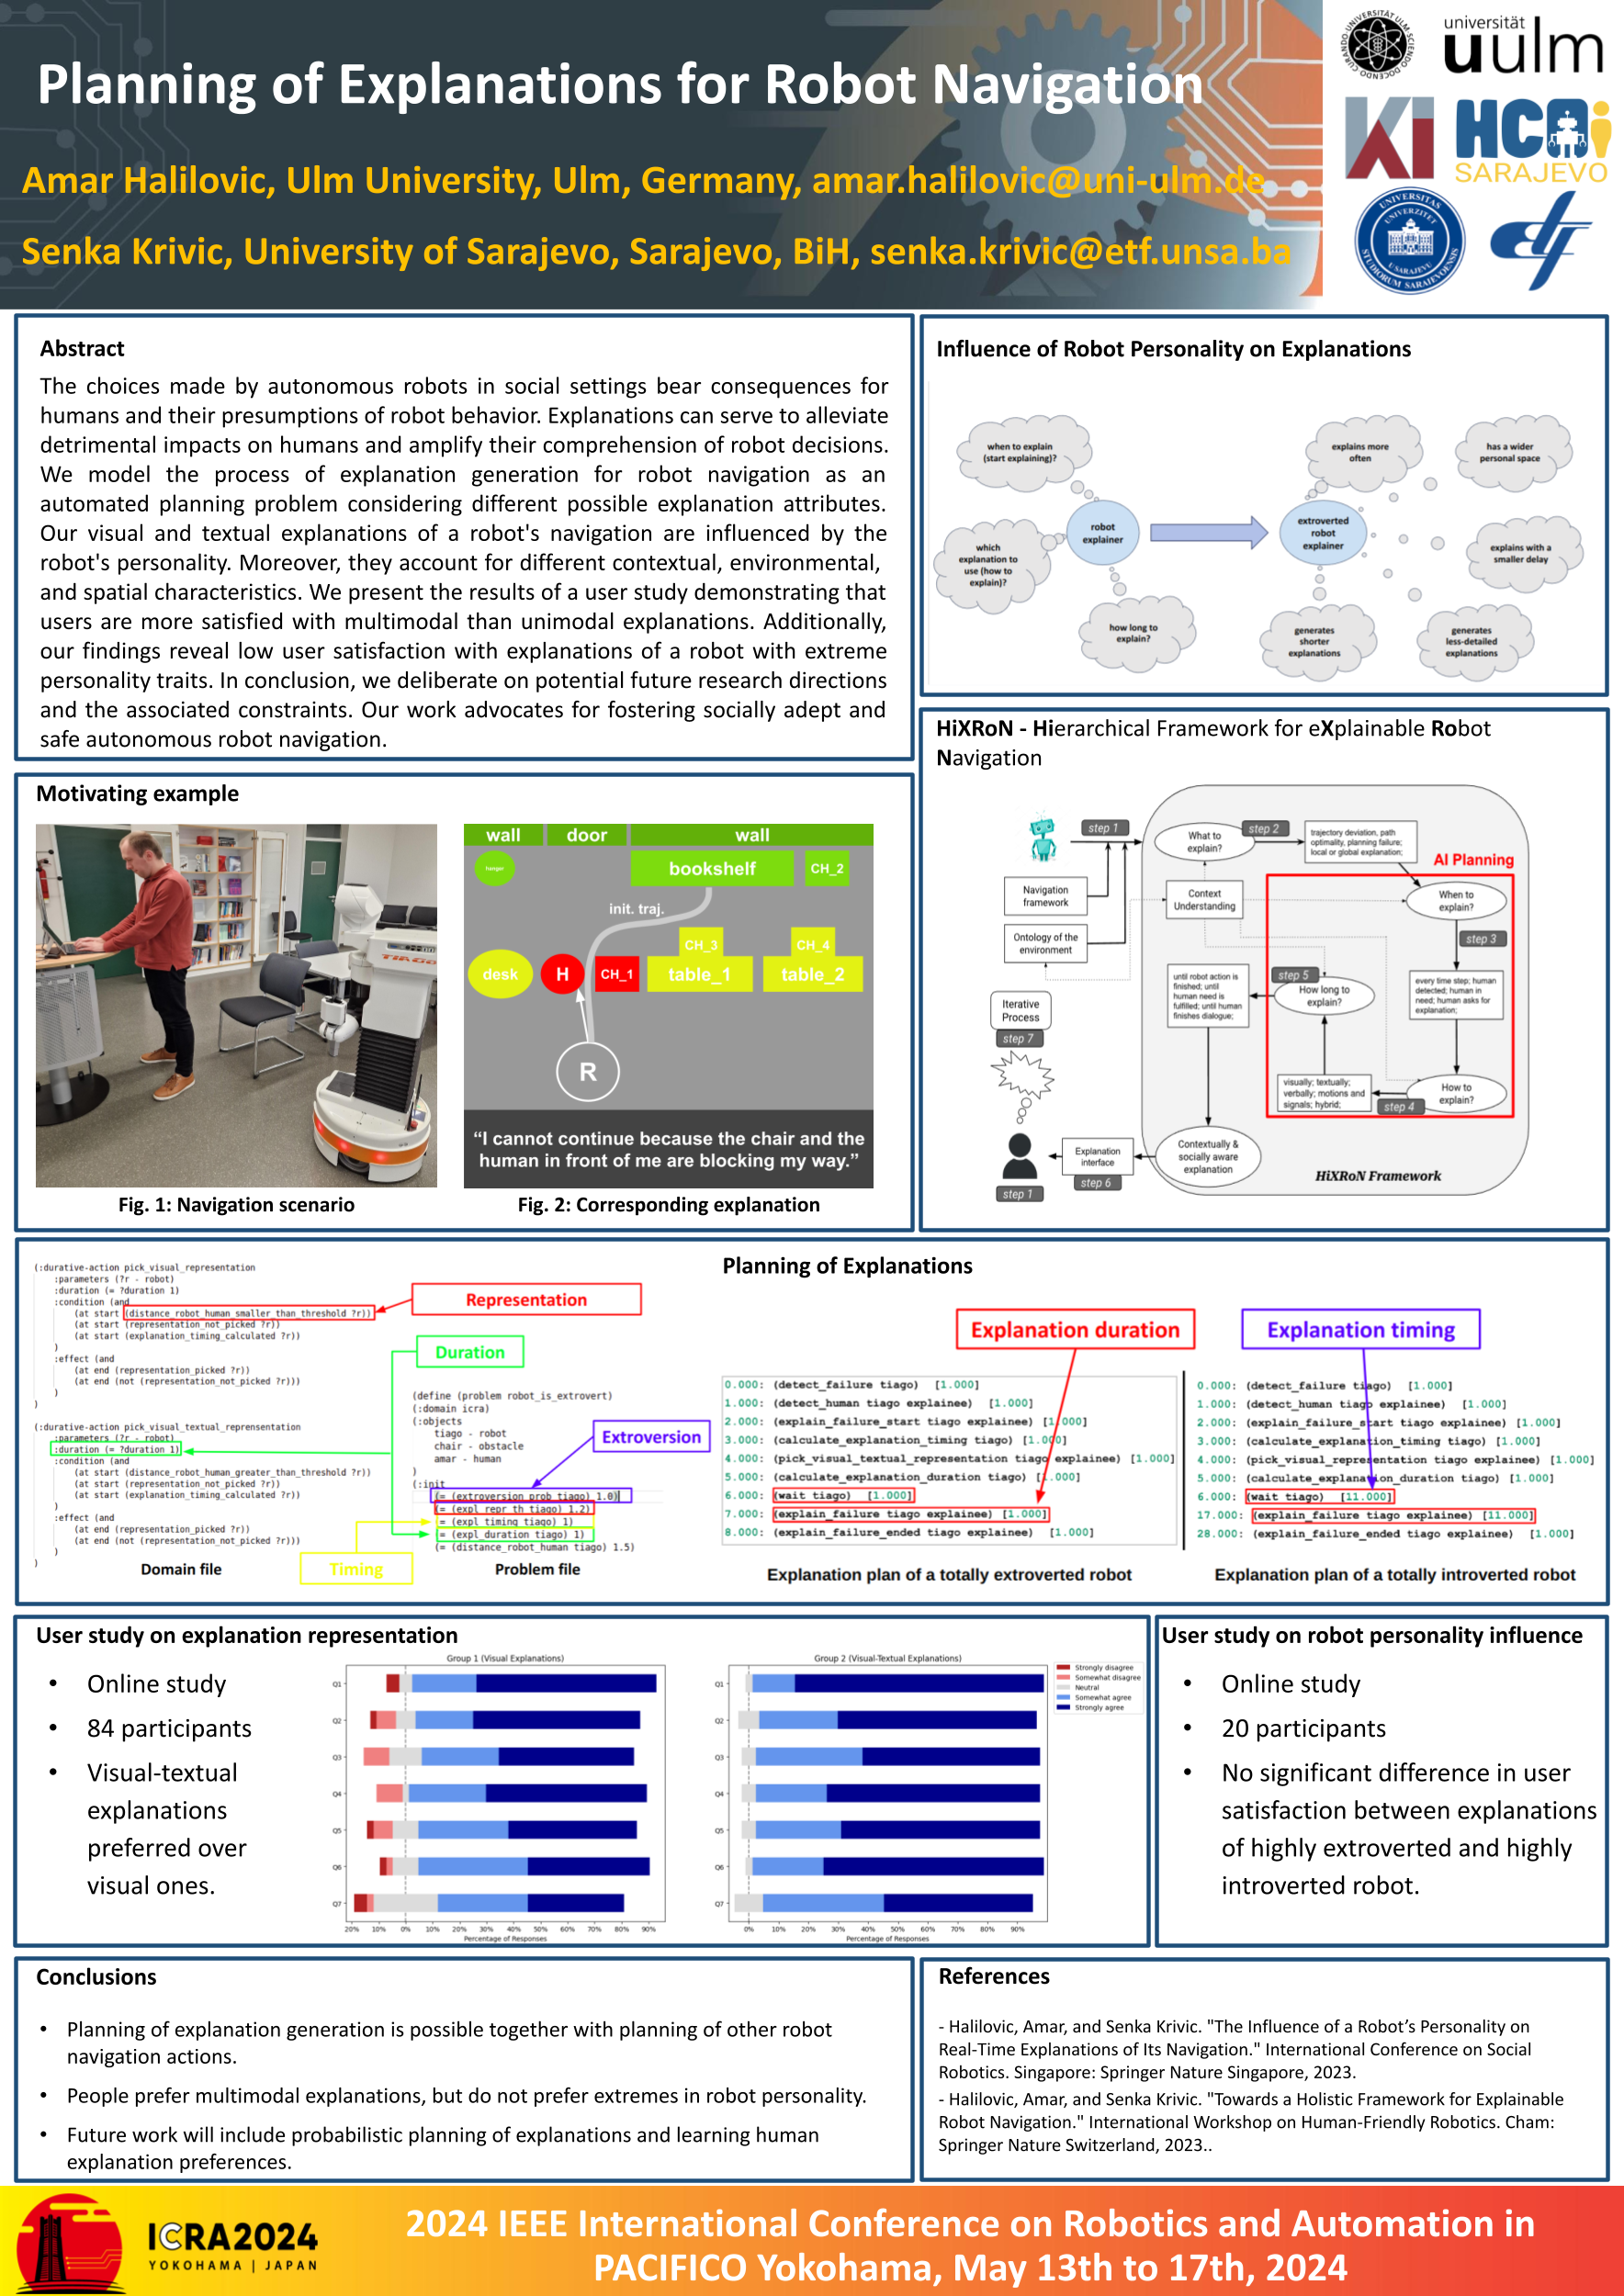 Planning of Explanations for Robot Navigation
Amar Halilovic, Ulm University, Ulm, Germany, amar.halilovic@uni-ulm.de
Senka Krivic, University of Sarajevo, Sarajevo, BiH, senka.krivic@etf.unsa.ba
universität
uulm
KI
HCAi
SARAJEVO
Abstract
The choices made by autonomous robots in social settings bear consequences for
humans and their presumptions of robot behavior. Explanations can serve to alleviate
detrimental impacts on humans and amplify their comprehension of robot decisions.
We model the process of explanation generation for robot navigation as an
automated planning problem considering different possible explanation attributes.
Our visual and textual explanations of a robot's navigation are influenced by the
robot's personality. Moreover, they account for different contextual, environmental,
and spatial characteristics. We present the results of a user study demonstrating that
users are more satisfied with multimodal than unimodal explanations. Additionally,
our findings reveal low user satisfaction with explanations of a robot with extreme
personality traits. In conclusion, we deliberate on potential future research directions
and the associated constraints. Our work advocates for fostering socially adept and
safe autonomous robot navigation.
Influence of Robot Personality on Explanations
when to explain
(start explaining)?
which
explanation to
use (how to
explain)?
how long to
explain?
robot
explainer
extroverted
robot
explainer
explains more
often
has a wider
personal space
explains with a
smaller delay
generates
shorter
explanations
generates
less-detailed
explanations
Motivating example
wall
door
wall
hanger
bookshelf
CH_2
init. traj.
CH_3
CH_4
desk
H
CH_1
table_1
table_2
R
“I cannot continue because the chair and the
human in front of me are blocking my way.”
TIAGo
Fig. 1: Navigation scenario
Fig. 2: Corresponding explanation
HiXRoN - Hierarchical Framework for eXplainable Robot
Navigation
step 1
What to
explain?
step 2
trajectory deviation, path
optimality, planning failure;
local or global explanation;
AI Planning
Navigation
framework
Context
Understanding
When to
explain?
Ontology of the
environment
step 3
until robot action is
finished; until
human need is
fulfilled; until human
finishes dialogue;
step 5
How long to
explain?
every time step; human
detected; human in
need; human asks for
explanation;
Iterative
Process
step 7
visually; textually;
verbally; motions and
signals; hybrid;
step 4
How to
explain?
Explanation
interface
step 6
Contextually &
socially aware
explanation
HiXRoN Framework
step 1
Planning of Explanations
(:durative-action pick_visual_representation
:parameters (?r - robot)
:duration (= ?duration 1)
:condition (and
(at start (distance_robot_human_smaller_than_threshold ?r))
(at start (representation_not_picked ?r))
(at start (explanation_timing_calculated ?r))
)
:effect (and
(at end (representation_picked ?r))
(at end (not (representation_not_picked ?r)))
)
)
(:durative-action pick_visual_textual_reprensentation
:parameters (?r - robot)
:duration (= ?duration 1)
:condition (and
(at start (distance_robot_human_greater_than_threshold ?r))
(at start (representation_not_picked ?r))
(at start (explanation_timing_calculated ?r))
)
:effect (and
(at end (representation_picked ?r))
(at end (not (representation_not_picked ?r)))
)
)
Domain file
Representation
Duration
Extroversion
Timing
(define (problem robot_is_extrovert)
(:domain icra)
(:objects
tiago - robot
chair - obstacle
amar - human
)
(:init
(= (extroversion_prob tiago) 1.0)
(= (expl_repr_th tiago) 1.2)
(= (expl_timing tiago) 1)
(= (expl_duration tiago) 1)
(= (distance_robot_human tiago) 1.5)
Problem file
Explanation duration
0.000: (detect_failure tiago) [1.000]
1.000: (detect_human tiago explainee) [1.000]
2.000: (explain_failure_start tiago explainee) [1.000]
3.000: (calculate_explanation_timing tiago) [1.000]
4.000: (pick_visual_textual_representation tiago explainee) [1.000]
5.000: (calculate_explanation_duration tiago) [1.000]
6.000: (wait tiago) [1.000]
7.000: (explain_failure tiago explainee) [1.000]
8.000: (explain_failure_ended tiago explainee) [1.000]
Explanation plan of a totally extroverted robot
Explanation timing
0.000: (detect_failure tiago) [1.000]
1.000: (detect_human tiago explainee) [1.000]
2.000: (explain_failure_start tiago explainee) [1.000]
3.000: (calculate_explanation_timing tiago) [1.000]
4.000: (pick_visual_representation tiago explainee) [1.000]
5.000: (calculate_explanation_duration tiago) [1.000]
6.000: (wait tiago) [11.000]
17.000: (explain_failure tiago explainee) [11.000]
28.000: (explain_failure_ended tiago explainee) [1.000]
Explanation plan of a totally introverted robot
User study on explanation representation
• Online study
• 84 participants
• Visual-textual
explanations
preferred over
visual ones.
Group 1 (Visual Explanations)
Q1
Q2
Q3
Q4
Q5
Q6
Q7
20% 10% 0% 10% 20% 30% 40% 50% 60% 70% 80% 90%
Percentage of Responses
Group 2 (Visual-Textual Explanations)
Q1
Q2
Q3
Q4
Q5
Q6
Q7
0% 10% 20% 30% 40% 50% 60% 70% 80% 90%
Percentage of Responses
Strongly disagree
Somewhat disagree
Neutral
Somewhat agree
Strongly agree
User study on robot personality influence
• Online study
• 20 participants
• No significant difference in user
satisfaction between explanations
of highly extroverted and highly
introverted robot.
Conclusions
• Planning of explanation generation is possible together with planning of other robot
navigation actions.
• People prefer multimodal explanations, but do not prefer extremes in robot personality.
• Future work will include probabilistic planning of explanations and learning human
explanation preferences.
References
- Halilovic, Amar, and Senka Krivic. "The Influence of a Robot’s Personality on
Real-Time Explanations of Its Navigation." International Conference on Social
Robotics. Singapore: Springer Nature Singapore, 2023.
- Halilovic, Amar, and Senka Krivic. "Towards a Holistic Framework for Explainable
Robot Navigation." International Workshop on Human-Friendly Robotics. Cham:
Springer Nature Switzerland, 2023..
ICRA2024
YOKOHAMA | JAPAN
2024 IEEE International Conference on Robotics and Automation in
PACIFICO Yokohama, May 13th to 17th, 2024